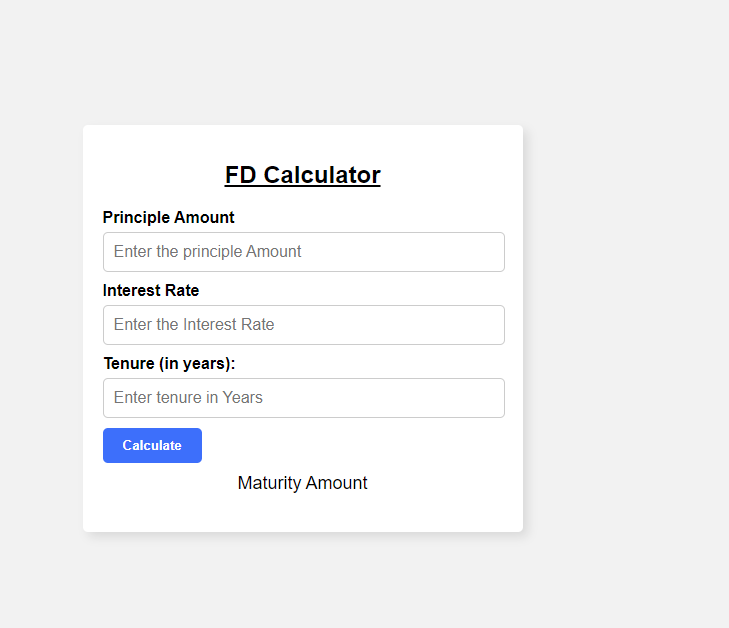 FD Calculator
Principle Amount
Enter the principle Amount
Interest Rate
Enter the Interest Rate
Tenure (in years):
Enter tenure in Years
Calculate
Maturity Amount